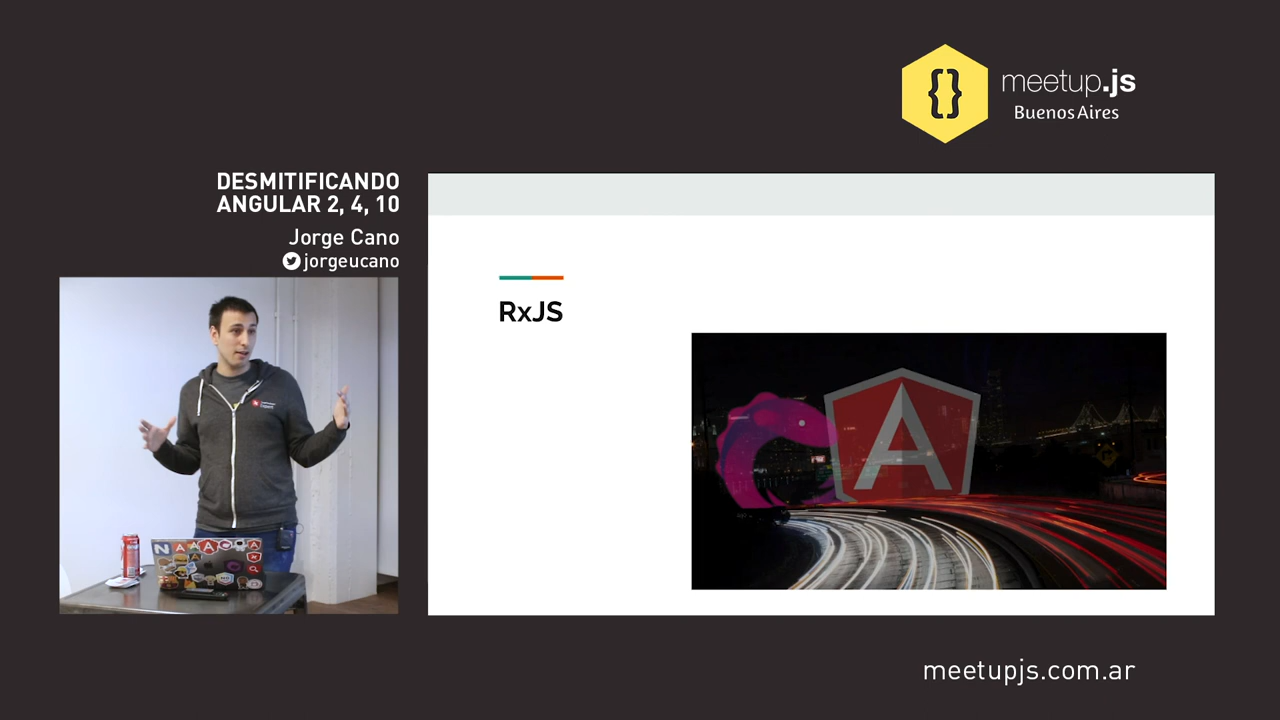 meetup.js
Buenos Aires
DESMITIFICANDO
ANGULAR 2, 4, 10
Jorge Cano
jorgeucano
RxJS
meetupjs.com.ar